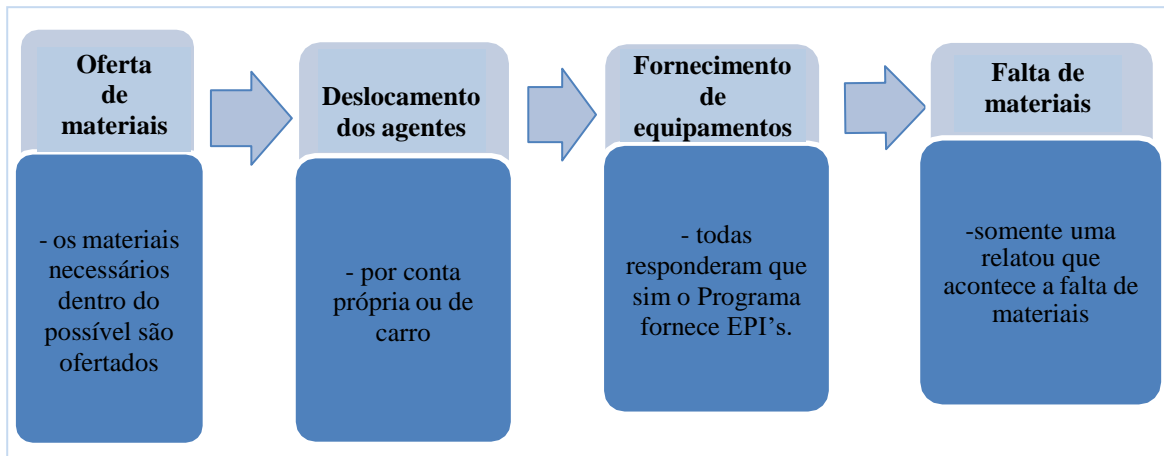 Oferta
de
materiais
- os materiais
necessários
dentro do
possível são
ofertados
Deslocamento
dos agentes
- por conta
própria ou de
carro
Fornecimento
de
equipamentos
- todas
responderam que
sim o Programa
fornece EPI’s.
Falta de
materiais
-somente uma
relatou que
acontece a falta de
materiais